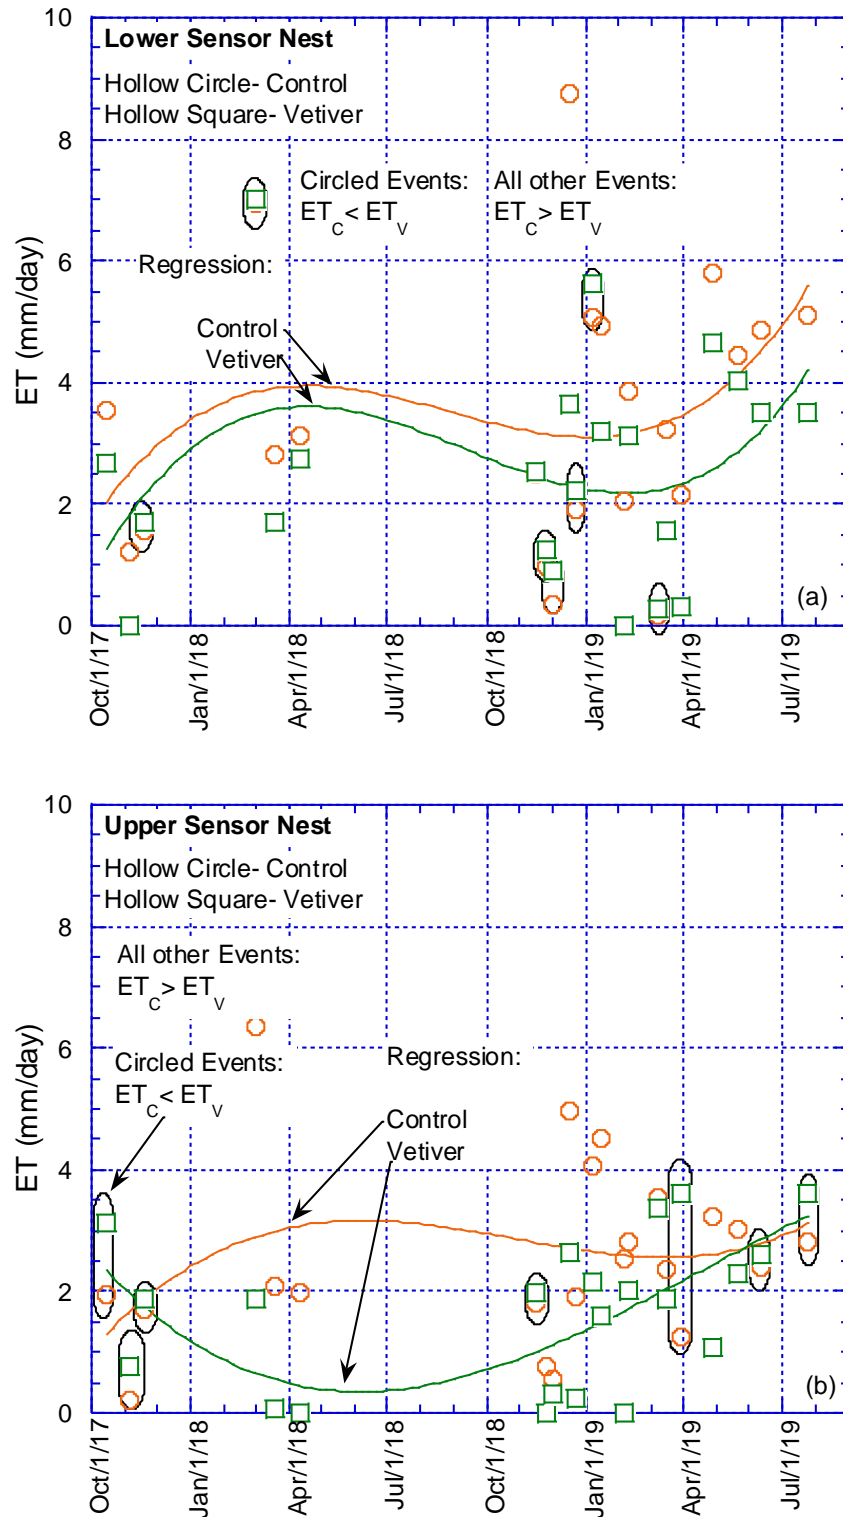 10
8
6
4
2
0
ET (mm/day)
Lower Sensor Nest
Hollow Circle- Control
Hollow Square- Vetiver
Circled Events:
ET_C < ET_V
All other Events:
ET_C > ET_V
Regression:
Control
Vetiver
(a)
Oct/1/17
Jan/1/18
Apr/1/18
Jul/1/18
Oct/1/18
Jan/1/19
Apr/1/19
Jul/1/19
10
8
6
4
2
0
ET (mm/day)
Upper Sensor Nest
Hollow Circle- Control
Hollow Square- Vetiver
All other Events:
ET_C > ET_V
Circled Events:
ET_C < ET_V
Regression:
Control
Vetiver
(b)
Oct/1/17
Jan/1/18
Apr/1/18
Jul/1/18
Oct/1/18
Jan/1/19
Apr/1/19
Jul/1/19